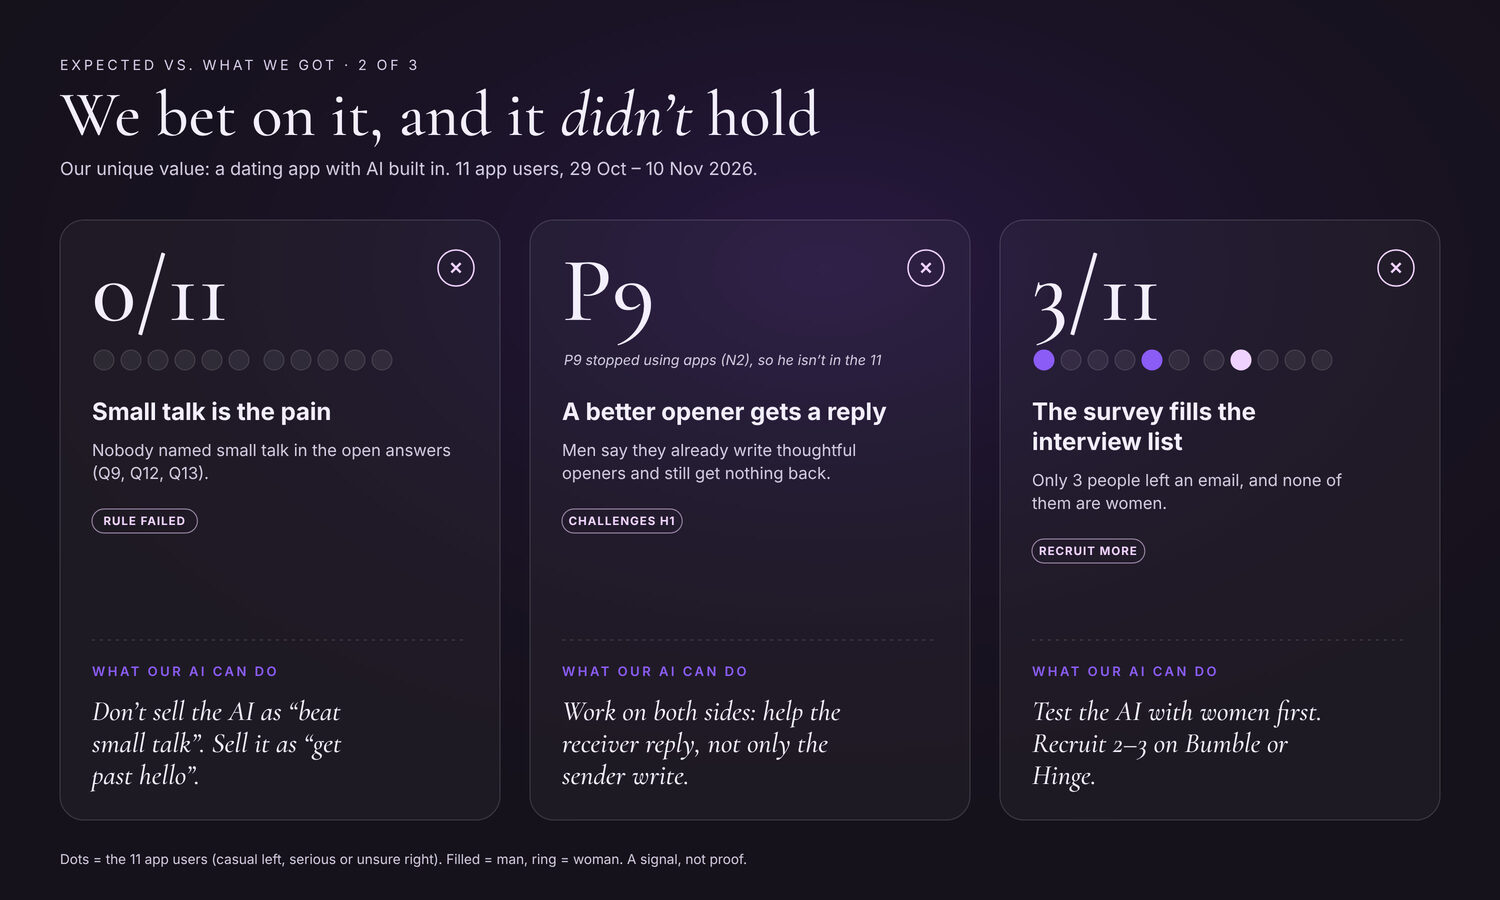 EXPECTED VS. WHAT WE GOT · 2 OF 3
We bet on it, and it didn’t hold
Our unique value: a dating app with AI built in. 11 app users, 29 Oct – 10 Nov 2026.
0/11
Small talk is the pain
Nobody named small talk in the open answers
(Q9, Q12, Q13).
RULE FAILED
WHAT OUR AI CAN DO
Don’t sell the AI as “beat
small talk”. Sell it as “get
past hello”.
P9
P9 stopped using apps (N2), so he isn’t in the 11
A better opener gets a reply
Men say they already write thoughtful
openers and still get nothing back.
CHALLENGES H1
WHAT OUR AI CAN DO
Work on both sides: help the
receiver reply, not only the
sender write.
3/11
The survey fills the
interview list
Only 3 people left an email, and none of
them are women.
RECRUIT MORE
WHAT OUR AI CAN DO
Test the AI with women first.
Recruit 2–3 on Bumble or
Hinge.
Dots = the 11 app users (casual left, serious or unsure right). Filled = man, ring = woman. A signal, not proof.